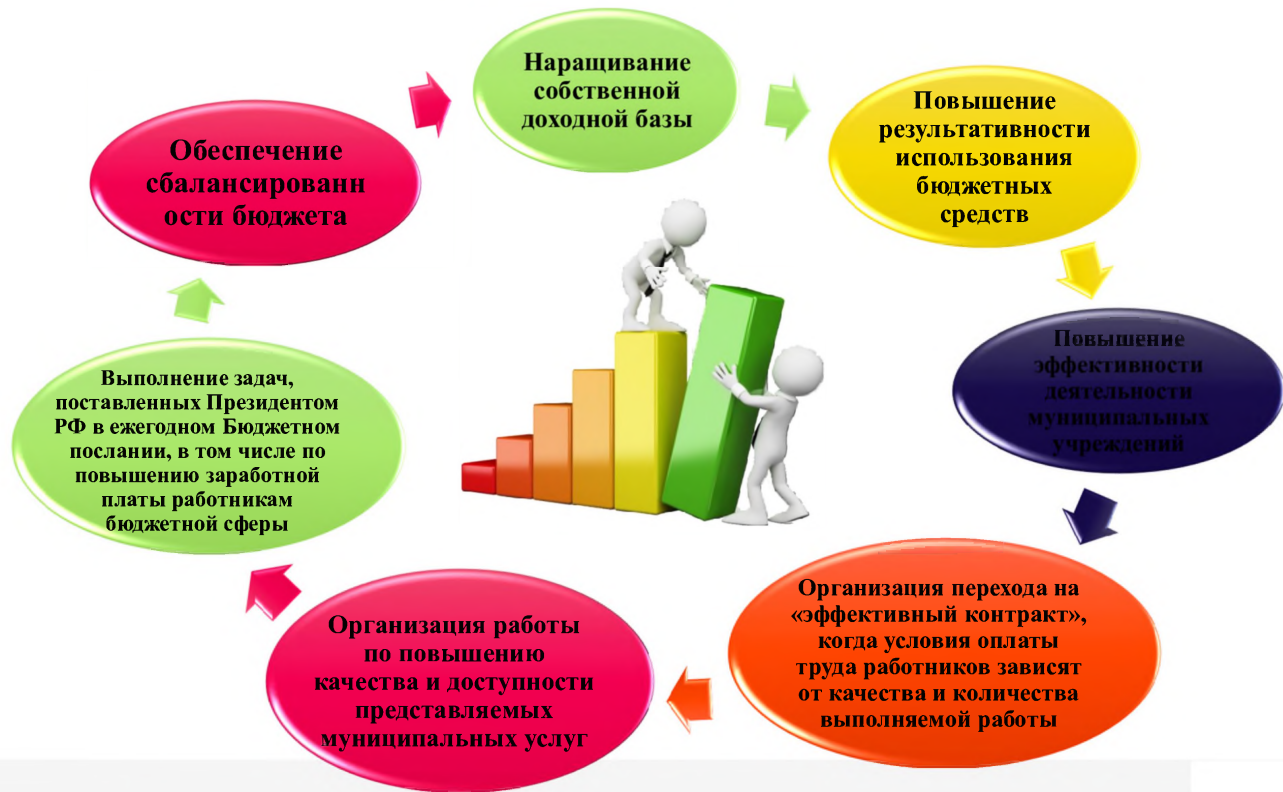 Наращивание
собственной
доходной базы
Повышение
результативности
использования
бюджетных
средств
Повышение
эффективности
деятельности
муниципальных
учреждений
Организация перехода на
«эффективный контракт»,
когда условия оплаты
труда работников зависят
от качества и количества
выполняемой работы
Организация работы
по повышению
качества и доступности
представляемых
муниципальных услуг
Выполнение задач,
поставленных Президентом
РФ в ежегодном Бюджетном
послании, в том числе по
повышению заработной
платы работникам
бюджетной сферы
Обеспечение
сбалансированн
ости бюджета